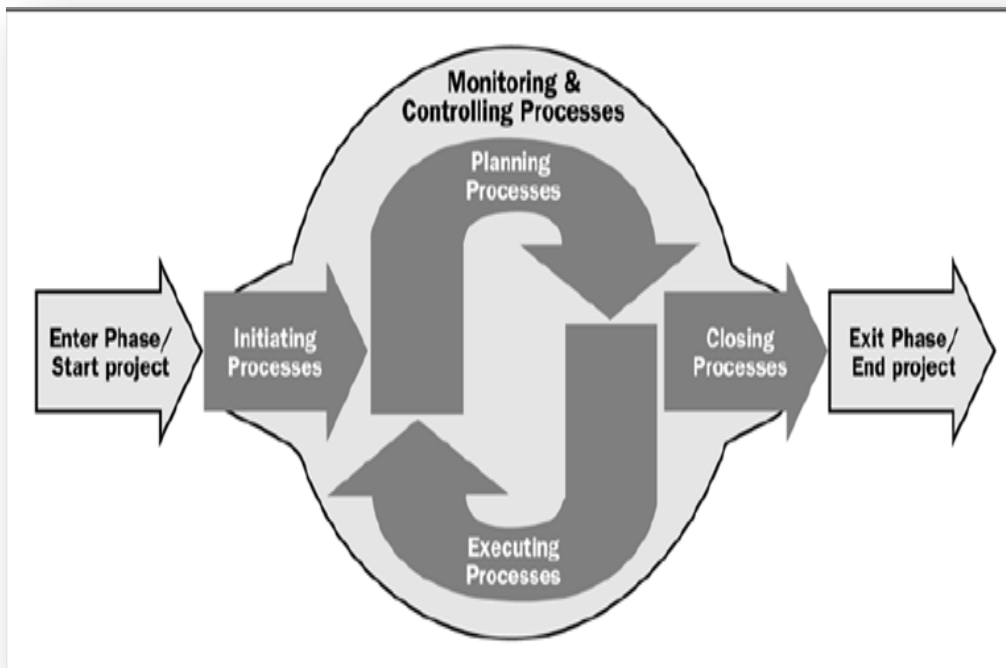 Monitoring &
Controlling Processes
Planning
Processes
Enter Phase/
Start project
Initiating
Processes
Closing
Processes
Exit Phase/
End project
Executing
Processes